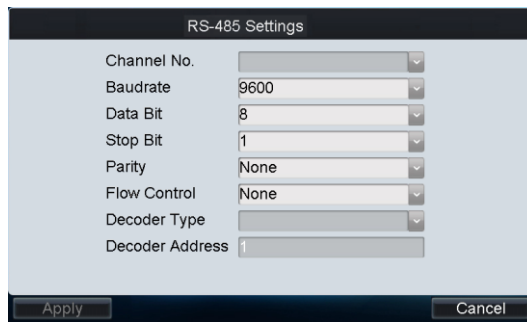 RS-485 Settings
Channel No.
Baudrate 9600
Data Bit 8
Stop Bit 1
Parity None
Flow Control None
Decoder Type
Decoder Address 1
Apply Cancel